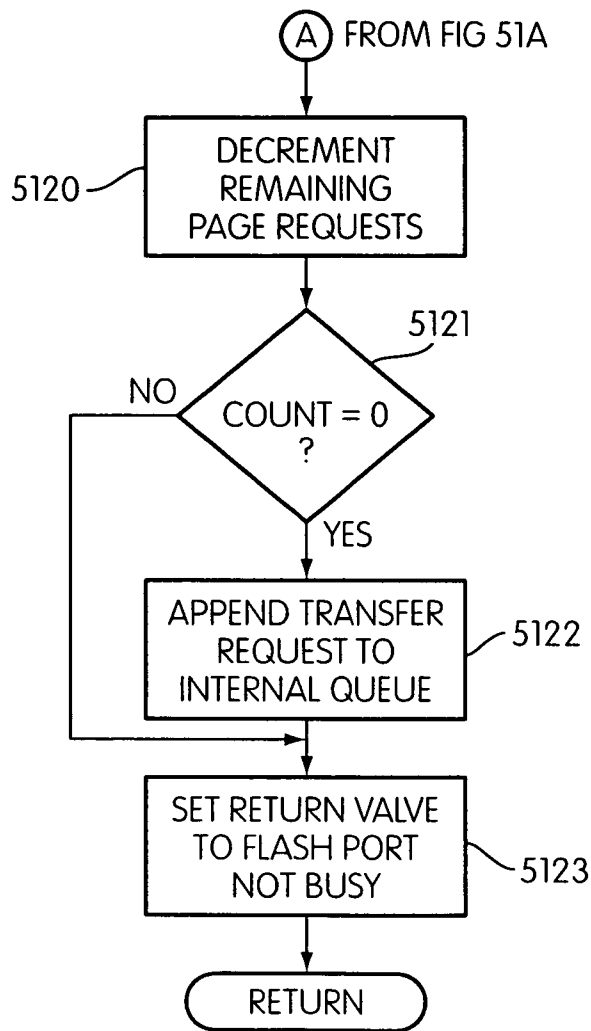 A FROM FIG 51A
DECREMENT
REMAINING
PAGE REQUESTS
5120
5121
NO
COUNT = 0
?
YES
APPEND TRANSFER
REQUEST TO
INTERNAL QUEUE
5122
SET RETURN VALVE
TO FLASH PORT
NOT BUSY
5123
RETURN